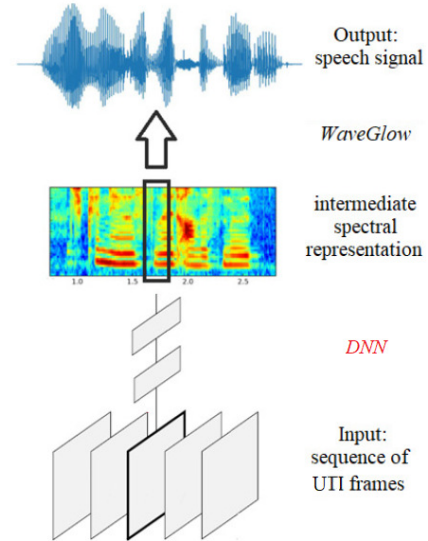 Output:
speech signal
WaveGlow
intermediate
spectral
representation
1.0 1.5 2.0 2.5
DNN
Input:
sequence of
UTI frames